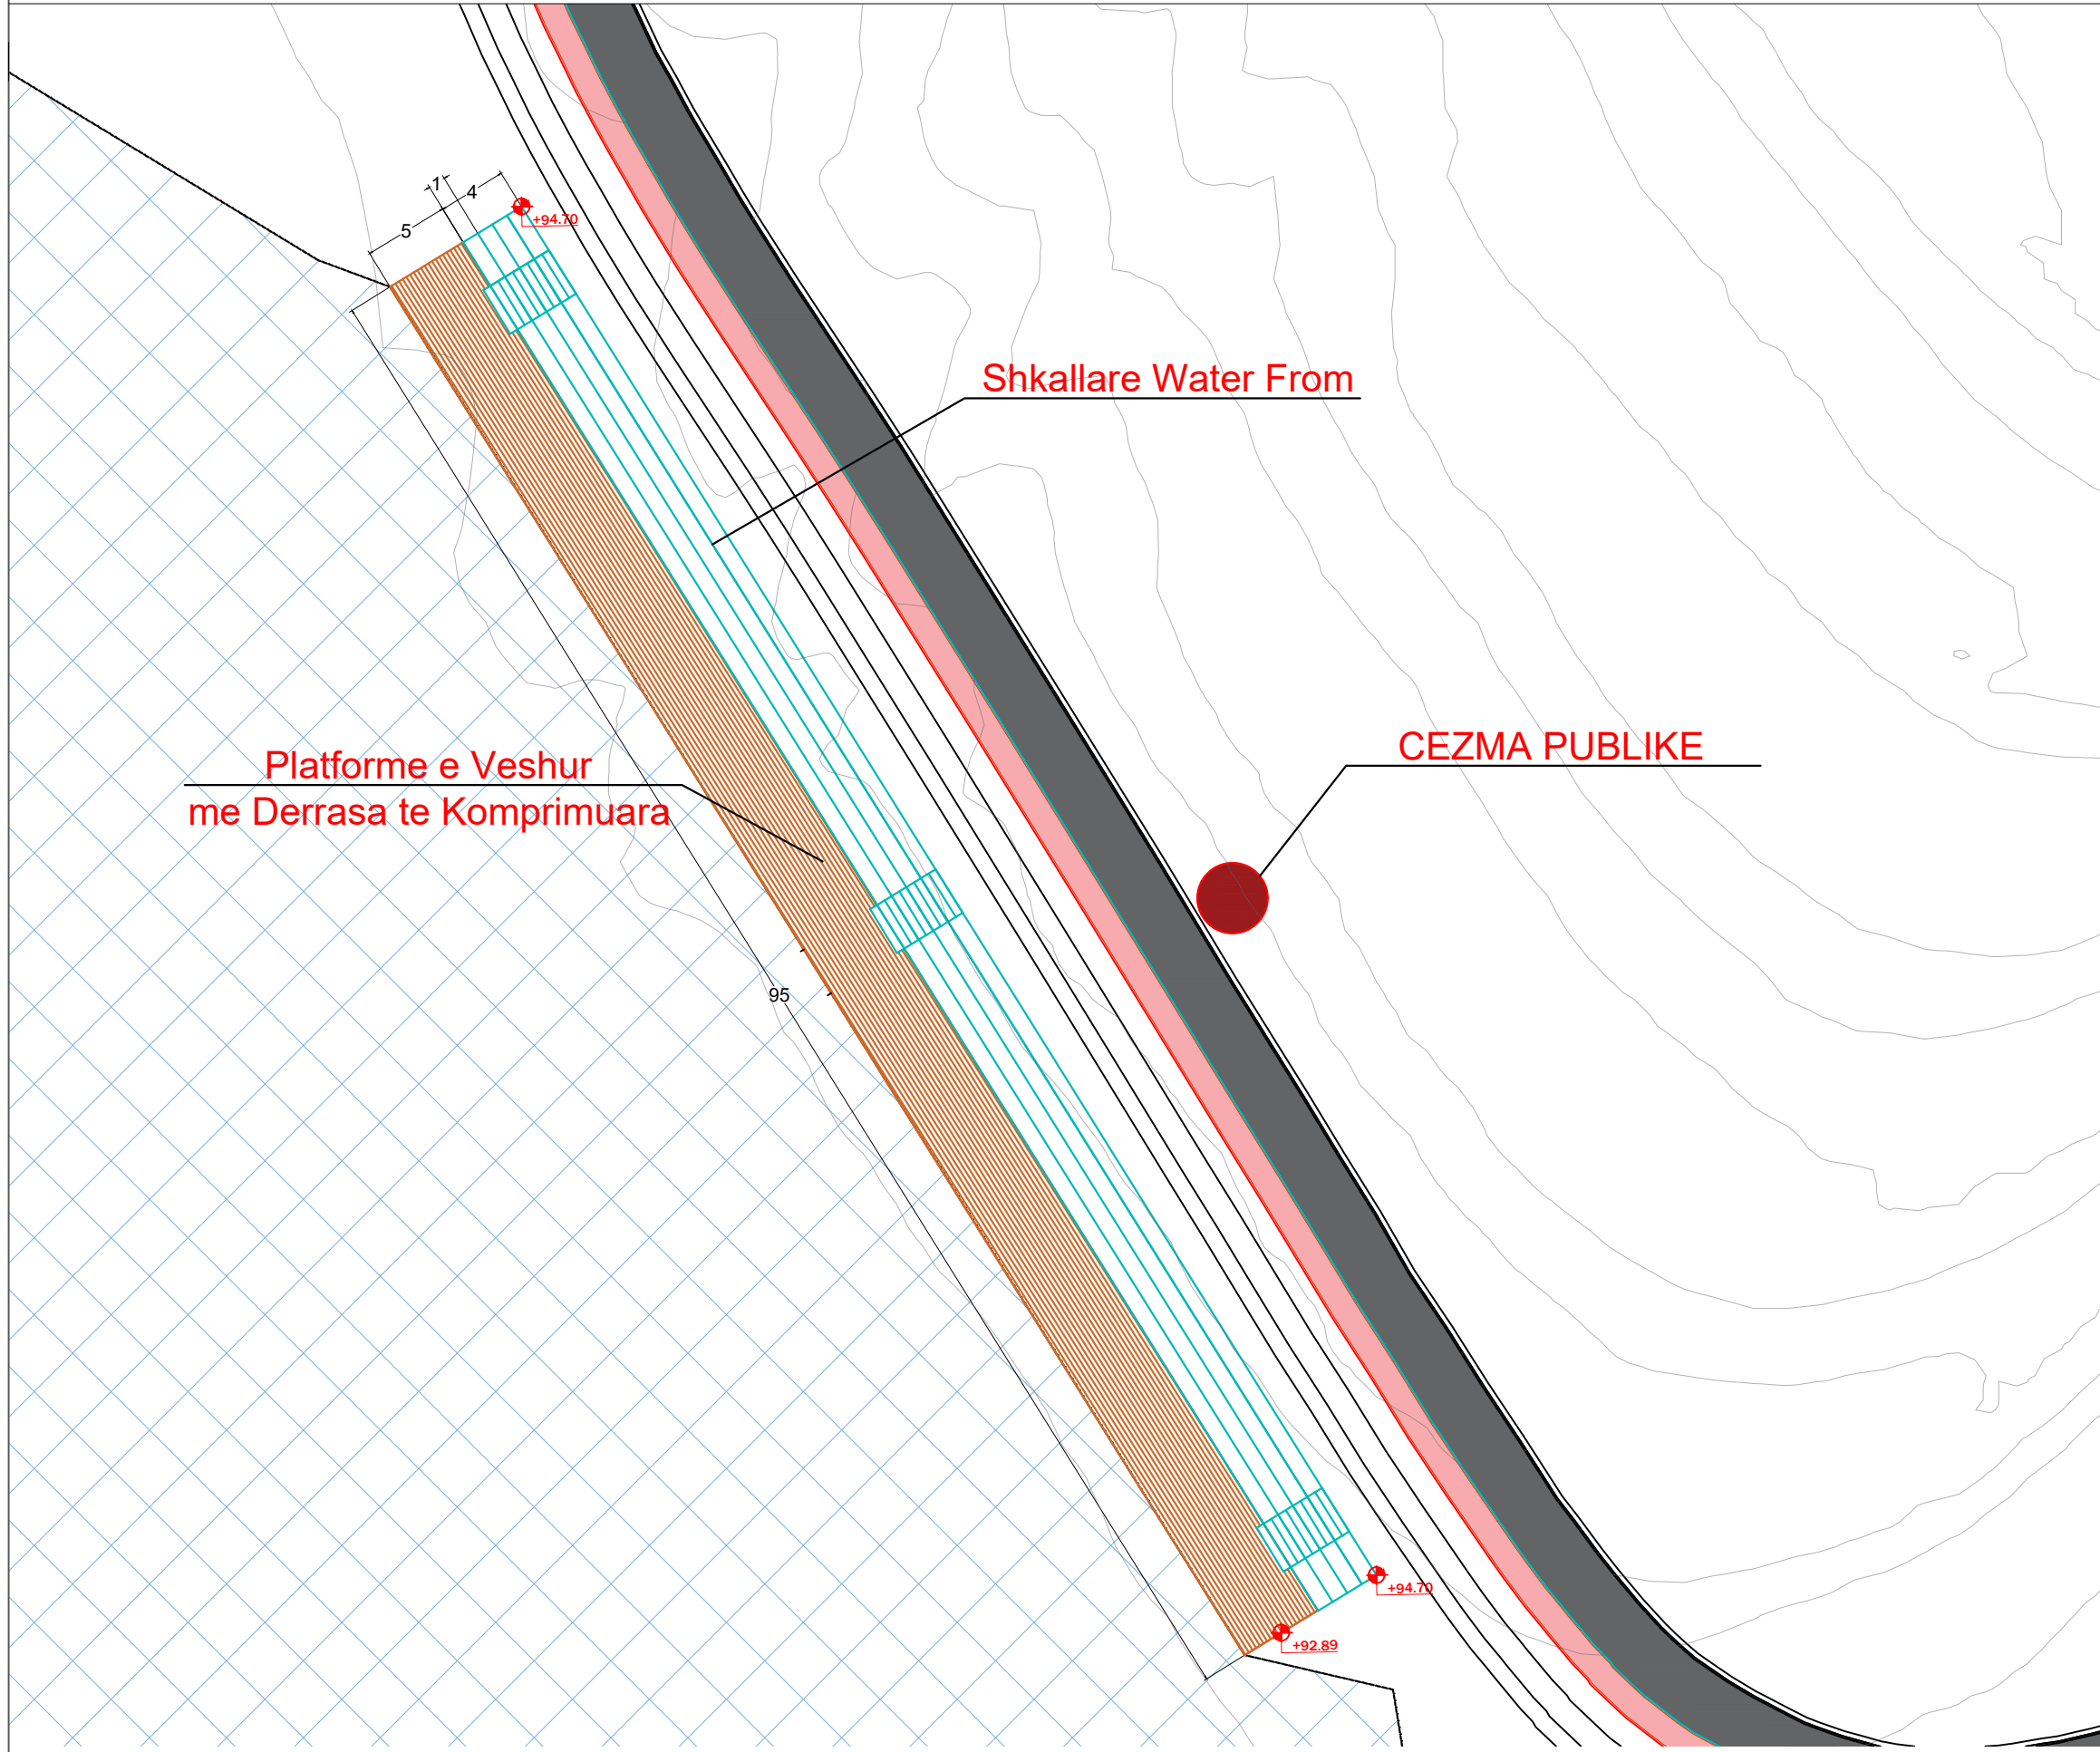 1
4
5
+94.70
Shkallare Water From
CEZMA PUBLIKE
Platforme e Veshur
me Derrasa te Komprimuara
95
+94.70
+92.89